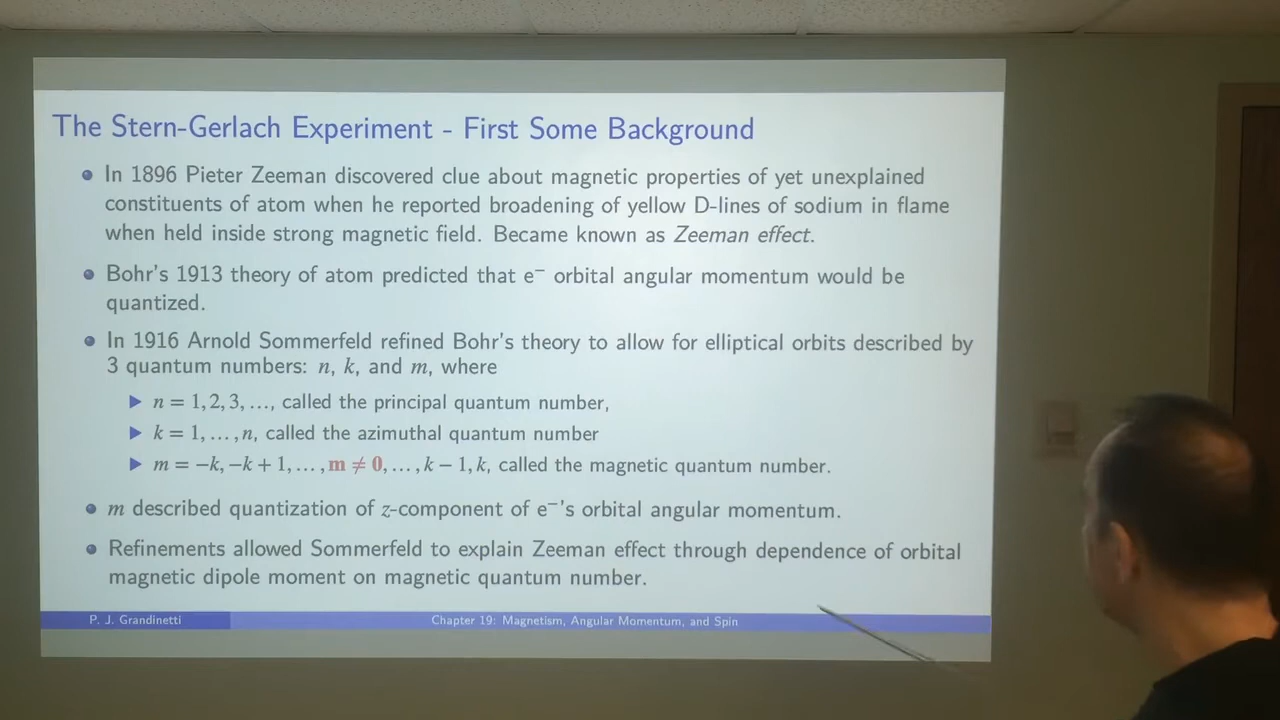 The Stern-Gerlach Experiment - First Some Background
In 1896 Pieter Zeeman discovered clue about magnetic properties of yet unexplained
constituents of atom when he reported broadening of yellow D-lines of sodium in flame
when held inside strong magnetic field. Became known as Zeeman effect.
Bohr's 1913 theory of atom predicted that e⁻ orbital angular momentum would be
quantized.
In 1916 Arnold Sommerfeld refined Bohr's theory to allow for elliptical orbits described by
3 quantum numbers: n, k, and m, where
n = 1, 2, 3, …, called the principal quantum number,
k = 1, … , n, called the azimuthal quantum number
m = −k, −k + 1, … , m ≠ 0, … , k − 1, k, called the magnetic quantum number.
m described quantization of z-component of e⁻'s orbital angular momentum.
Refinements allowed Sommerfeld to explain Zeeman effect through dependence of orbital
magnetic dipole moment on magnetic quantum number.
P. J. Grandinetti Chapter 19: Magnetism, Angular Momentum, and Spin